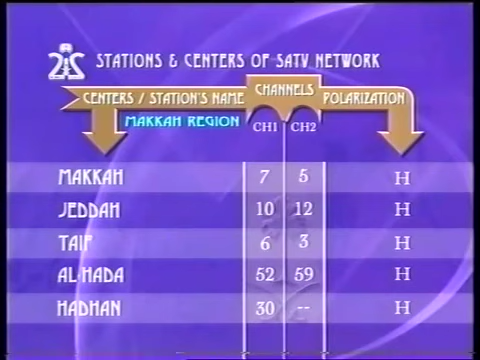 STATIONS & CENTERS OF SATV NETWORK
CENTERS / STATION'S NAME CHANNELS POLARIZATION
MAKKAH REGION CH1 CH2
MAKKAH 7 5 H
JEDDAH 10 12 H
TAIF 6 3 H
AL HADA 52 59 H
HADHAN 30 -- H